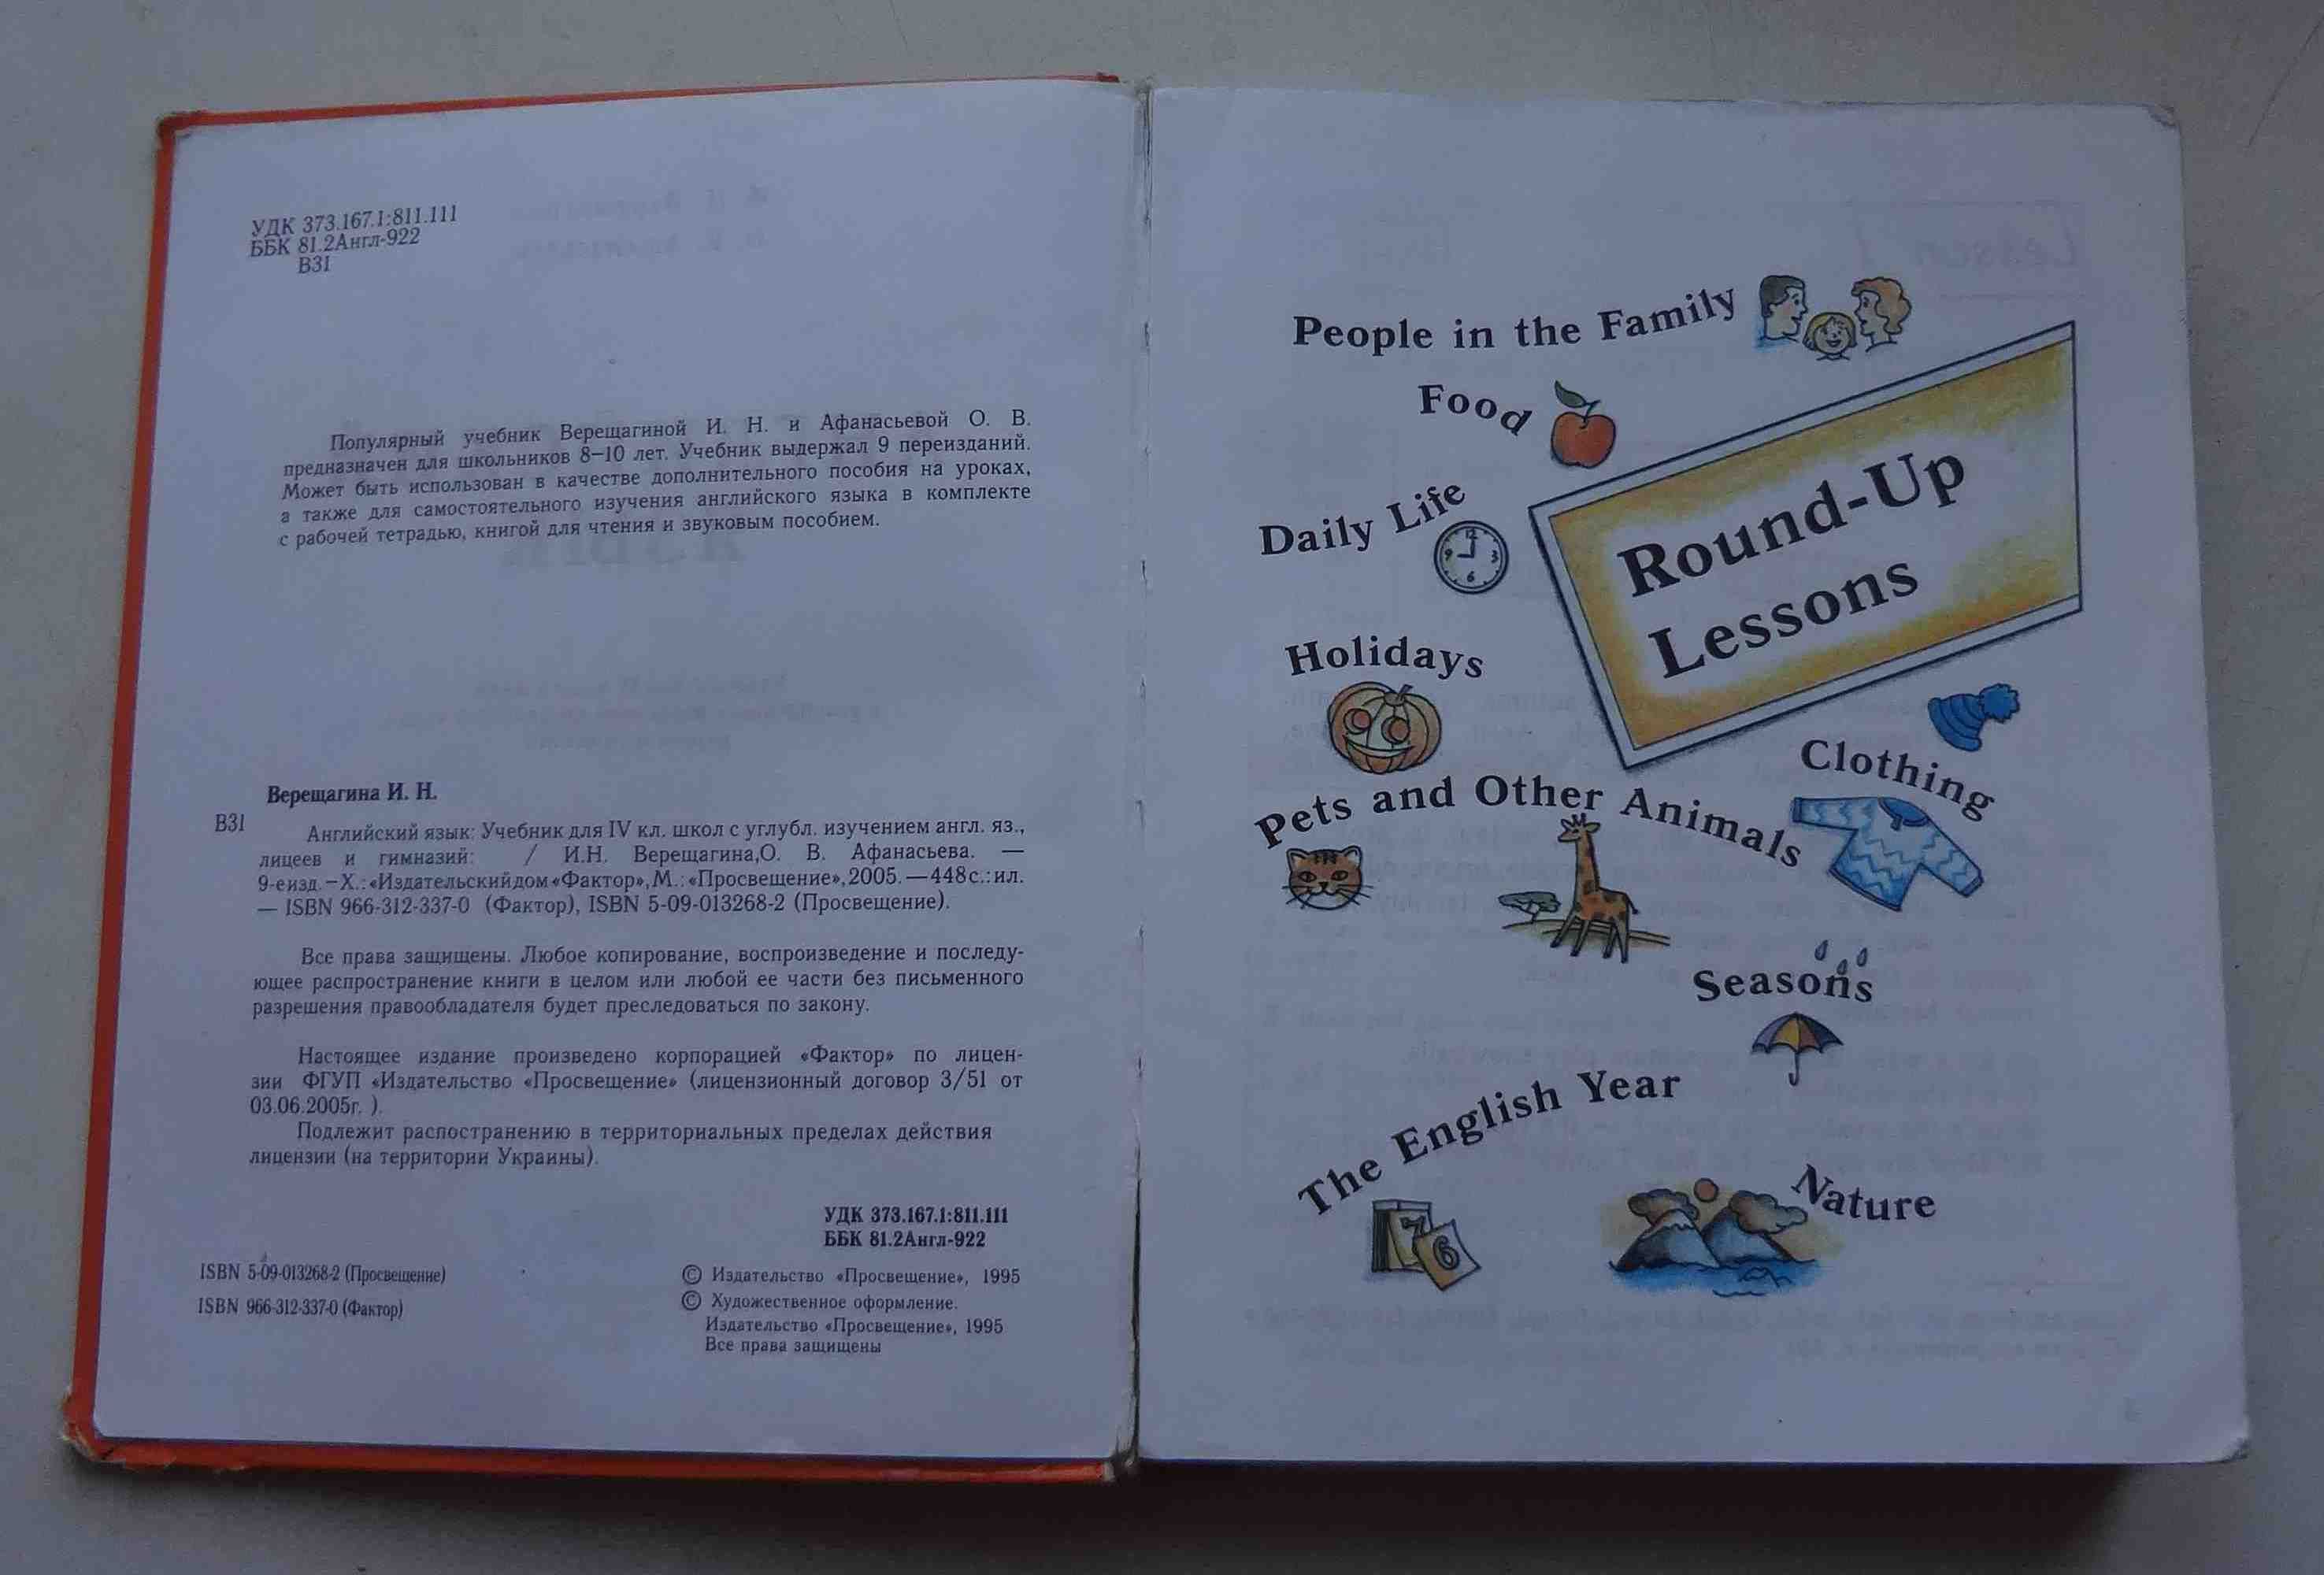 УДК 373.167.1:811.111
ББК 81.2Англ-922
В31
Популярный учебник Верещагиной И. Н. и Афанасьевой О. В.
предназначен для школьников 8—10 лет. Учебник выдержал 9 переизданий.
Может быть использован в качестве дополнительного пособия на уроках,
а также для самостоятельного изучения английского языка в комплекте
с рабочей тетрадью, книгой для чтения и звуковым пособием.
Верещагина И. Н.
В31
Английский язык: Учебник для IV кл. школ с углубл. изучением англ. яз.,
лицеев и гимназий: / И.Н. Верещагина,О. В. Афанасьева. —
9-еизд.—Х.:«Издательскийдом«Фактор»,М.:«Просвещение»,2005.—448с.:ил.
— ISBN 966-312-337-0 (Фактор), ISBN 5-09-013268-2 (Просвещение).
Все права защищены. Любое копирование, воспроизведение и последу-
ющее распространение книги в целом или любой ее части без письменного
разрешения правообладателя будет преследоваться по закону.
Настоящее издание произведено корпорацией «Фактор» по лицен-
зии ФГУП «Издательство «Просвещение» (лицензионный договор 3/51 от
03.06.2005г. ).
Подлежит распостранению в территориальных пределах действия
лицензии (на территории Украины).
УДК 373.167.1:811.111
ББК 81.2Англ-922
ISBN 5-09-013268-2 (Просвещение)
ISBN 966-312-337-0 (Фактор)
© Издательство «Просвещение», 1995
© Художественное оформление.
Издательство «Просвещение», 1995
Все права защищены
People in the Family
Food
Daily Life
12
9 3
6
Round-Up
Lessons
Holidays
Clothing
Pets and Other Animals
Seasons
The English Year
7
6
Nature